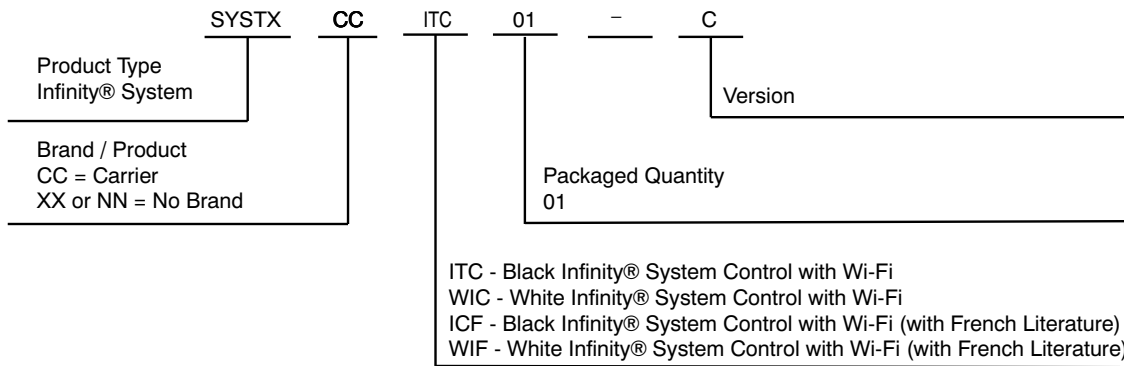 SYSTX CC ITC 01 – C
Product Type
Infinity® System
Version
Brand / Product
CC = Carrier
XX or NN = No Brand
Packaged Quantity
01
ITC - Black Infinity® System Control with Wi-Fi
WIC - White Infinity® System Control with Wi-Fi
ICF - Black Infinity® System Control with Wi-Fi (with French Literature)
WIF - White Infinity® System Control with Wi-Fi (with French Literature)